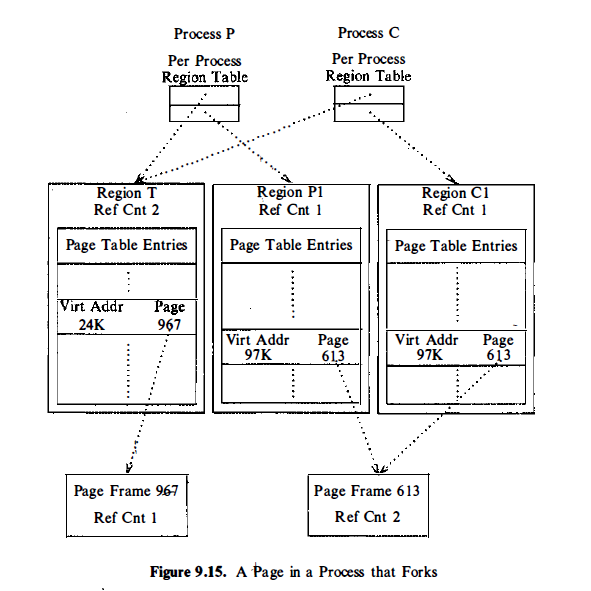 Process P
Process C
Per Process
Region Table
Per Process
Region Table
Region T
Ref Cnt 2
Page Table Entries
Virt Addr Page
24K 967
Region P1
Ref Cnt 1
Page Table Entries
Virt Addr Page
97K 613
Region C1
Ref Cnt 1
Page Table Entries
Virt Addr Page
97K 613
Page Frame 967
Ref Cnt 1
Page Frame 613
Ref Cnt 2
Figure 9.15. A Page in a Process that Forks